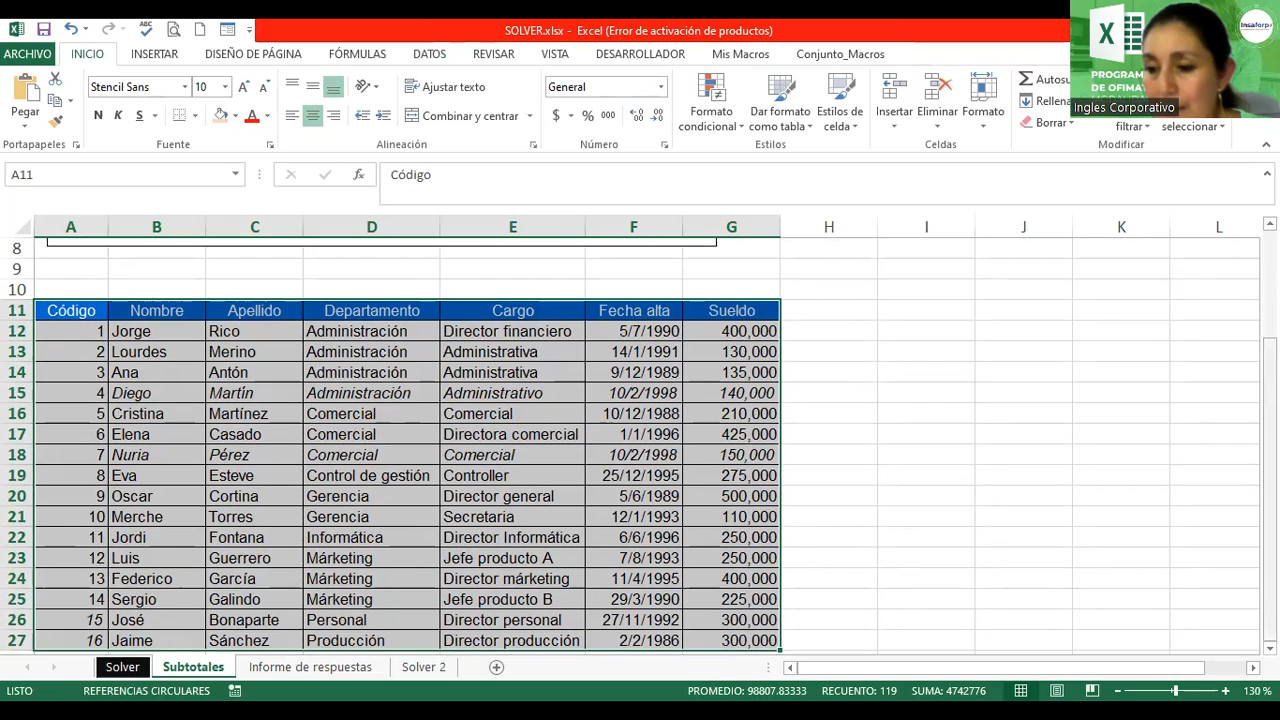 SOLVER.xlsx - Excel (Error de activación de productos)
ARCHIVO INICIO INSERTAR DISEÑO DE PÁGINA FÓRMULAS DATOS REVISAR VISTA DESARROLLADOR Mis Macros Conjunto_Macros
Pegar
Stencil Sans 10
N K S
Ajustar texto
Combinar y centrar
General
$ % 000
Formato condicional
Dar formato como tabla
Estilos de celda
Insertar Eliminar Formato
Autosu
Rellena
Borrar
filtrar
seleccionar
Portapapeles Fuente Alineación Número Estilos Celdas Modificar
PROGRAM
DE OFIMA
Insaforp
Ingles Corporativo
A11 fx Código
A B C D E F G H I J K L
8
9
10
11 Código Nombre Apellido Departamento Cargo Fecha alta Sueldo
12 1 Jorge Rico Administración Director financiero 5/7/1990 400,000
13 2 Lourdes Merino Administración Administrativa 14/1/1991 130,000
14 3 Ana Antón Administración Administrativa 9/12/1989 135,000
15 4 Diego Martín Administración Administrativo 10/2/1998 140,000
16 5 Cristina Martínez Comercial Comercial 10/12/1988 210,000
17 6 Elena Casado Comercial Directora comercial 1/1/1996 425,000
18 7 Nuria Pérez Comercial Comercial 10/2/1998 150,000
19 8 Eva Esteve Control de gestión Controller 25/12/1995 275,000
20 9 Oscar Cortina Gerencia Director general 5/6/1989 500,000
21 10 Merche Torres Gerencia Secretaria 12/1/1993 110,000
22 11 Jordi Fontana Informática Director Informática 6/6/1996 250,000
23 12 Luis Guerrero Márketing Jefe producto A 7/8/1993 250,000
24 13 Federico García Márketing Director márketing 11/4/1995 400,000
25 14 Sergio Galindo Márketing Jefe producto B 29/3/1990 225,000
26 15 José Bonaparte Personal Director personal 27/11/1992 300,000
27 16 Jaime Sánchez Producción Director producción 2/2/1986 300,000
Solver Subtotales Informe de respuestas Solver 2
LISTO REFERENCIAS CIRCULARES PROMEDIO: 98807.83333 RECUENTO: 119 SUMA: 4742776 130 %